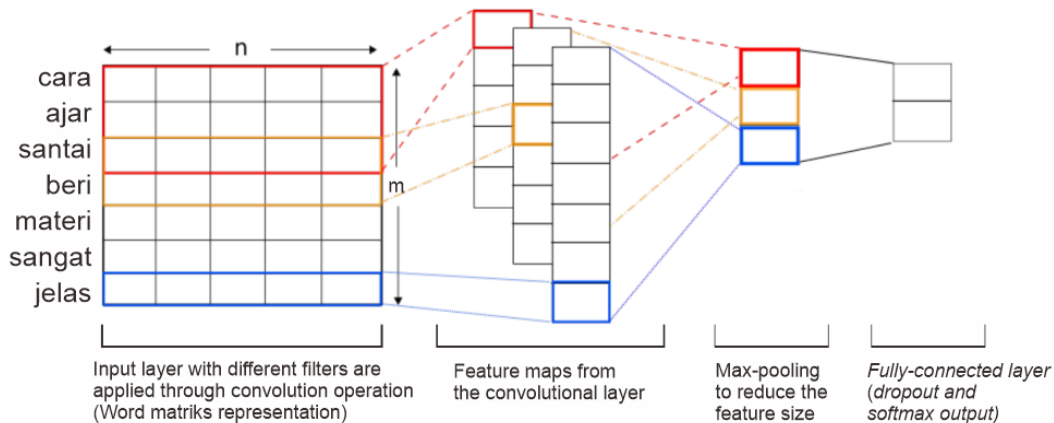 n
cara
ajar
santai
beri
m
materi
sangat
jelas
Input layer with different filters are
applied through convolution operation
(Word matriks representation)
Feature maps from
the convolutional layer
Max-pooling
to reduce the
feature size
Fully-connected layer
(dropout and
softmax output)